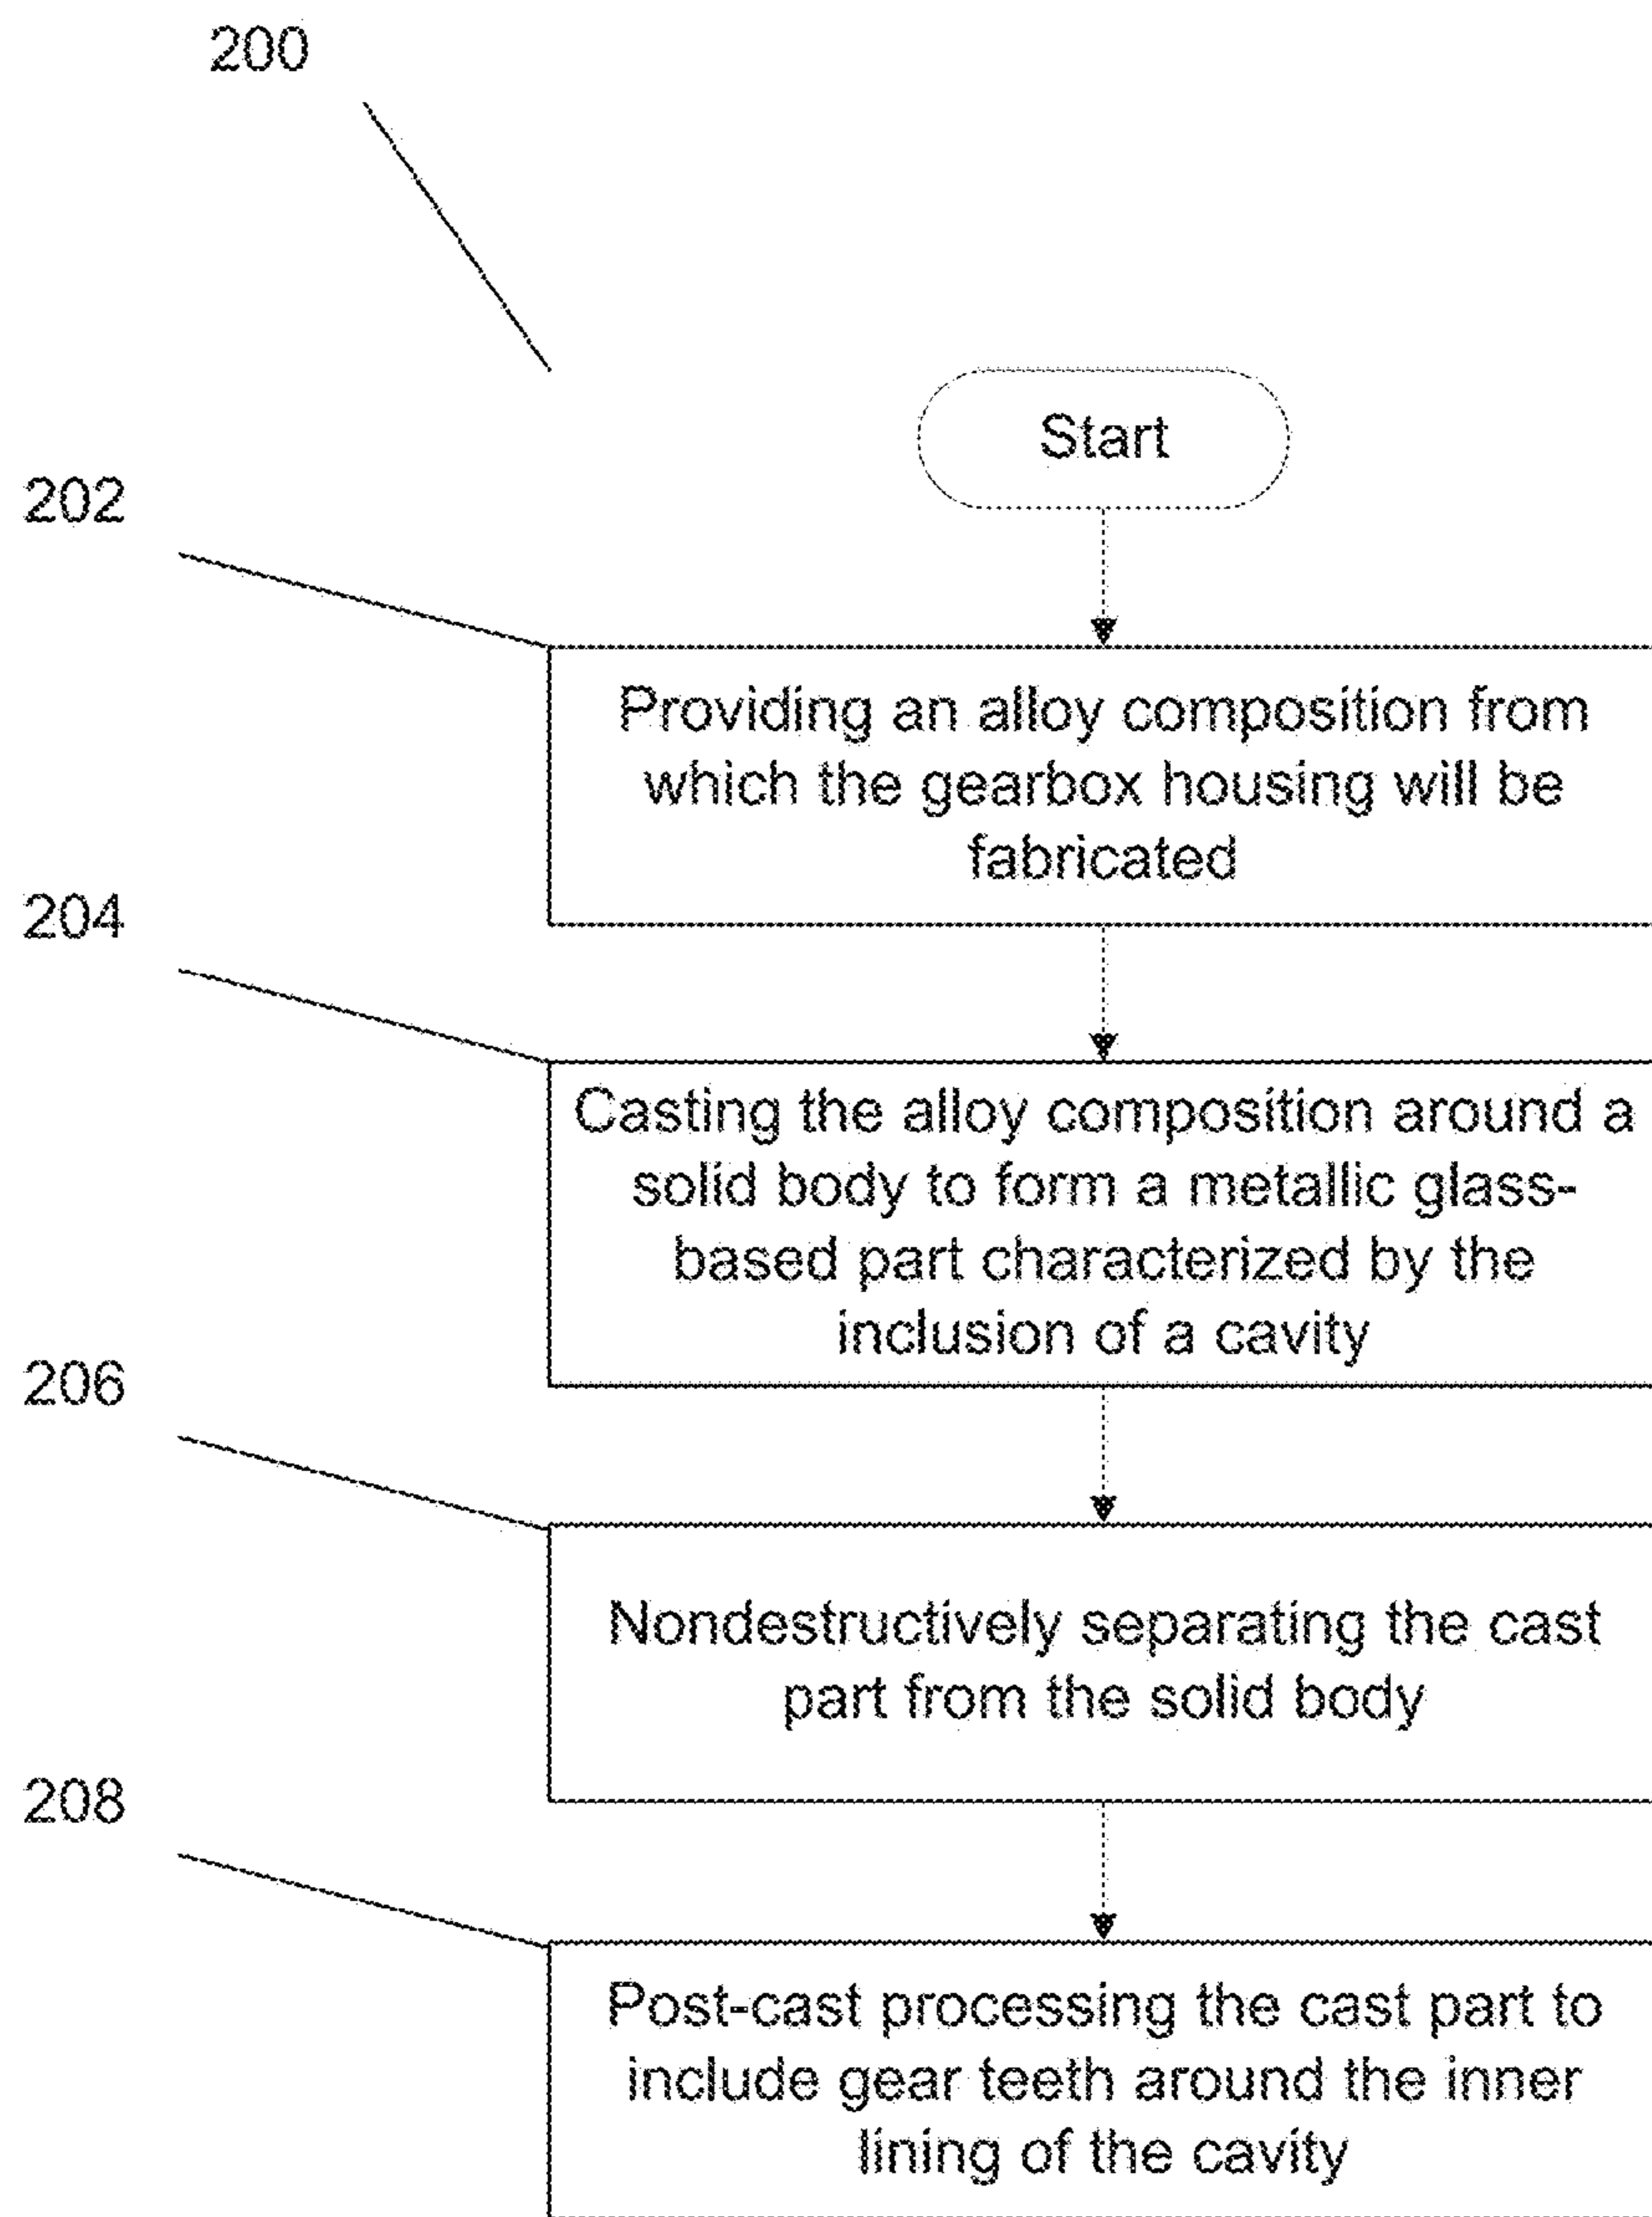 200
Start
202
Providing an alloy composition from
which the gearbox housing will be
fabricated
204
Casting the alloy composition around a
solid body to form a metallic glass-
based part characterized by the
inclusion of a cavity
206
Nondestructively separating the cast
part from the solid body
208
Post-cast processing the cast part to
include gear teeth around the inner
lining of the cavity